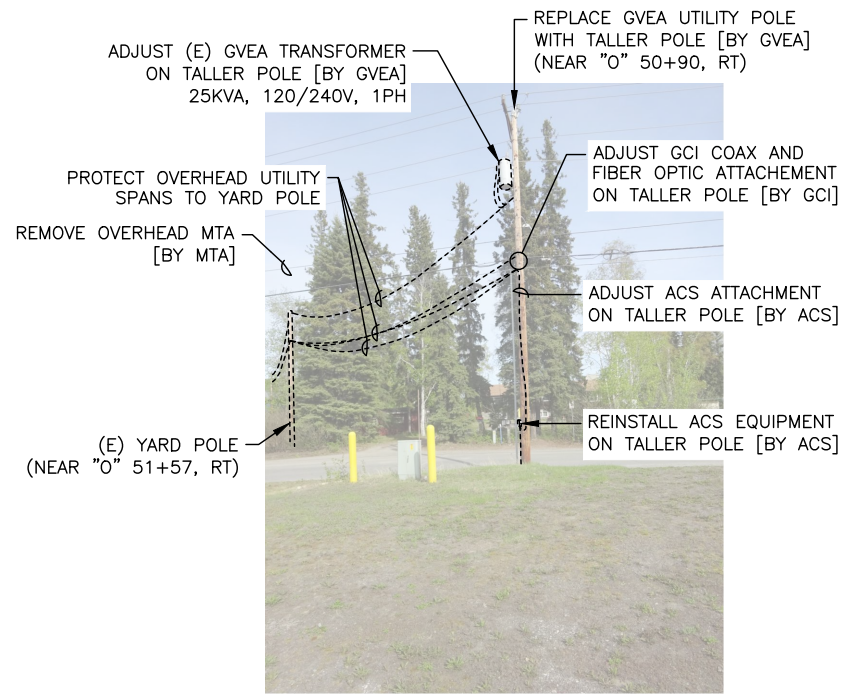 REPLACE GVEA UTILITY POLE
WITH TALLER POLE [BY GVEA]
(NEAR "O" 50+90, RT)
ADJUST (E) GVEA TRANSFORMER
ON TALLER POLE [BY GVEA]
25KVA, 120/240V, 1PH
ADJUST GCI COAX AND
FIBER OPTIC ATTACHEMENT
ON TALLER POLE [BY GCI]
PROTECT OVERHEAD UTILITY
SPANS TO YARD POLE
REMOVE OVERHEAD MTA
[BY MTA]
ADJUST ACS ATTACHMENT
ON TALLER POLE [BY ACS]
REINSTALL ACS EQUIPMENT
ON TALLER POLE [BY ACS]
(E) YARD POLE
(NEAR "O" 51+57, RT)